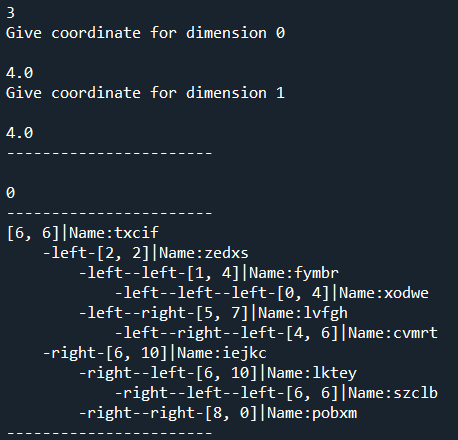 3
Give coordinate for dimension 0
4.0
Give coordinate for dimension 1
4.0
-----------------------
0
-----------------------
[6, 6]|Name:txcif
-left-[2, 2]|Name:zedxs
-left--left-[1, 4]|Name:fymbr
-left--left--left-[0, 4]|Name:xodwe
-left--right-[5, 7]|Name:lvfgh
-left--right--left-[4, 6]|Name:cvmrt
-right-[6, 10]|Name:iejkc
-right--left-[6, 10]|Name:lktey
-right--left--left-[6, 6]|Name:szclb
-right--right-[8, 0]|Name:pobxm
-----------------------